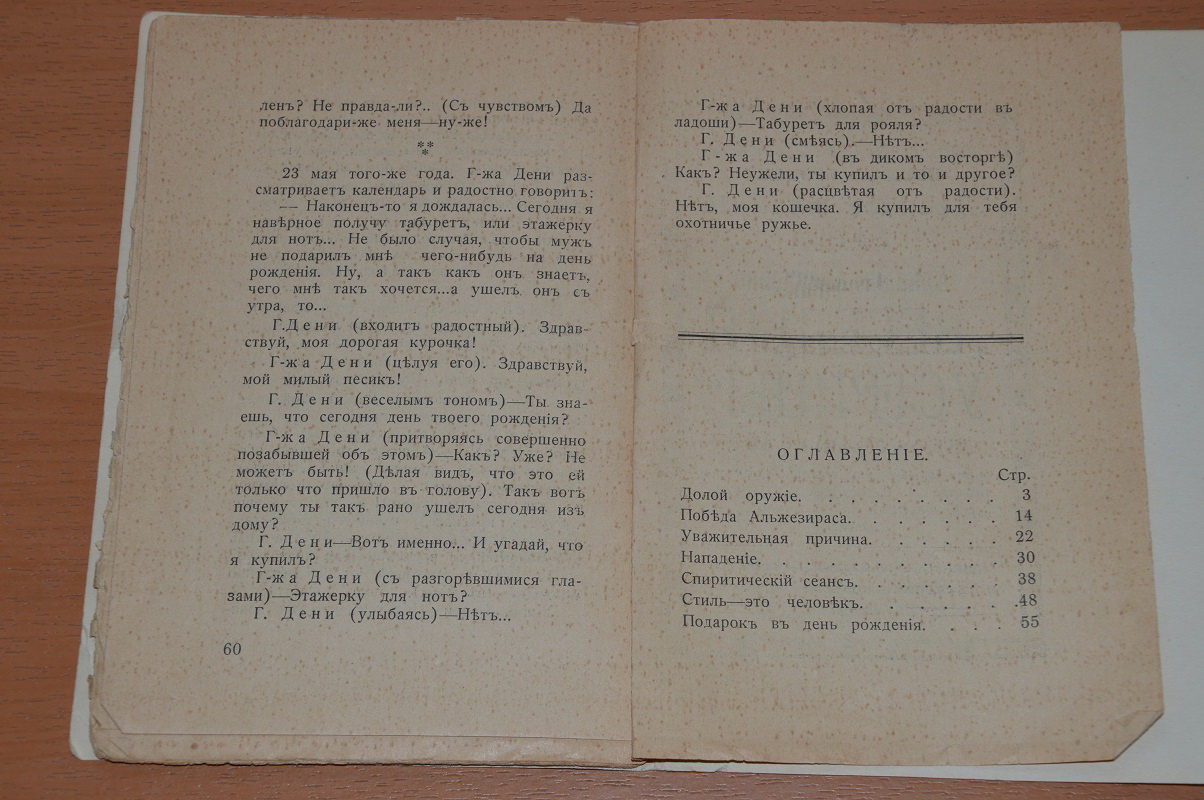 ленъ? Не правда-ли?.. (Съ чувствомъ) Да
поблагодари-же меня—ну-же!
***
23 мая того-же года. Г-жа Дени раз-
сматриваетъ календарь и радостно говоритъ:
— Наконецъ-то я дождалась... Сегодня я
навѣрное получу табуретъ, или этажерку
для нотъ... Не было случая, чтобы мужъ
не подарилъ мнѣ чего-нибудь на день
рожденія. Ну, а такъ какъ онъ знаетъ,
чего мнѣ такъ хочется...а ушелъ онъ съ
утра, то...
Г.Дени (входитъ радостный). Здрав-
ствуй, моя дорогая курочка!
Г-жа Дени (цѣлуя его). Здравствуй,
мой милый песикъ!
Г. Дени (веселымъ тономъ)—Ты зна-
ешь, что сегодня день твоего рожденія?
Г-жа Дени (притворяясь совершенно
позабывшей объ этомъ)—Какъ? Уже? Не
можетъ быть! (Дѣлая видъ, что это ей
только что пришло въ голову). Такъ вотъ
почему ты такъ рано ушелъ сегодня изъ
дому?
Г. Дени—Вотъ именно... И угадай, что
я купилъ?
Г-жа Дени (съ разгорѣвшимися гла-
зами)—Этажерку для нотъ?
Г. Дени (улыбаясь)—Нѣтъ...
60
Г-жа Дени (хлопая отъ радости въ
ладоши)—Табуретъ для рояля?
Г. Дени (смѣясь).—Нѣтъ...
Г-жа Дени (въ дикомъ восторгѣ)
Какъ? Неужели, ты купилъ и то и другое?
Г. Дени (расцвѣтая отъ радости).
Нѣтъ, моя кошечка. Я купилъ для тебя
охотничье ружье.
ОГЛАВЛЕНІЕ.
Стр.
Долой оружіе. . . . . . . . . 3
Побѣда Альжезираса. . . . . . . 14
Уважительная причина. . . . . . 22
Нападеніе. . . . . . . . . . . 30
Спиритическій сеансъ. . . . . . . 38
Стиль—это человѣкъ. . . . . . .48
Подарокъ въ день рожденія. . . . 55